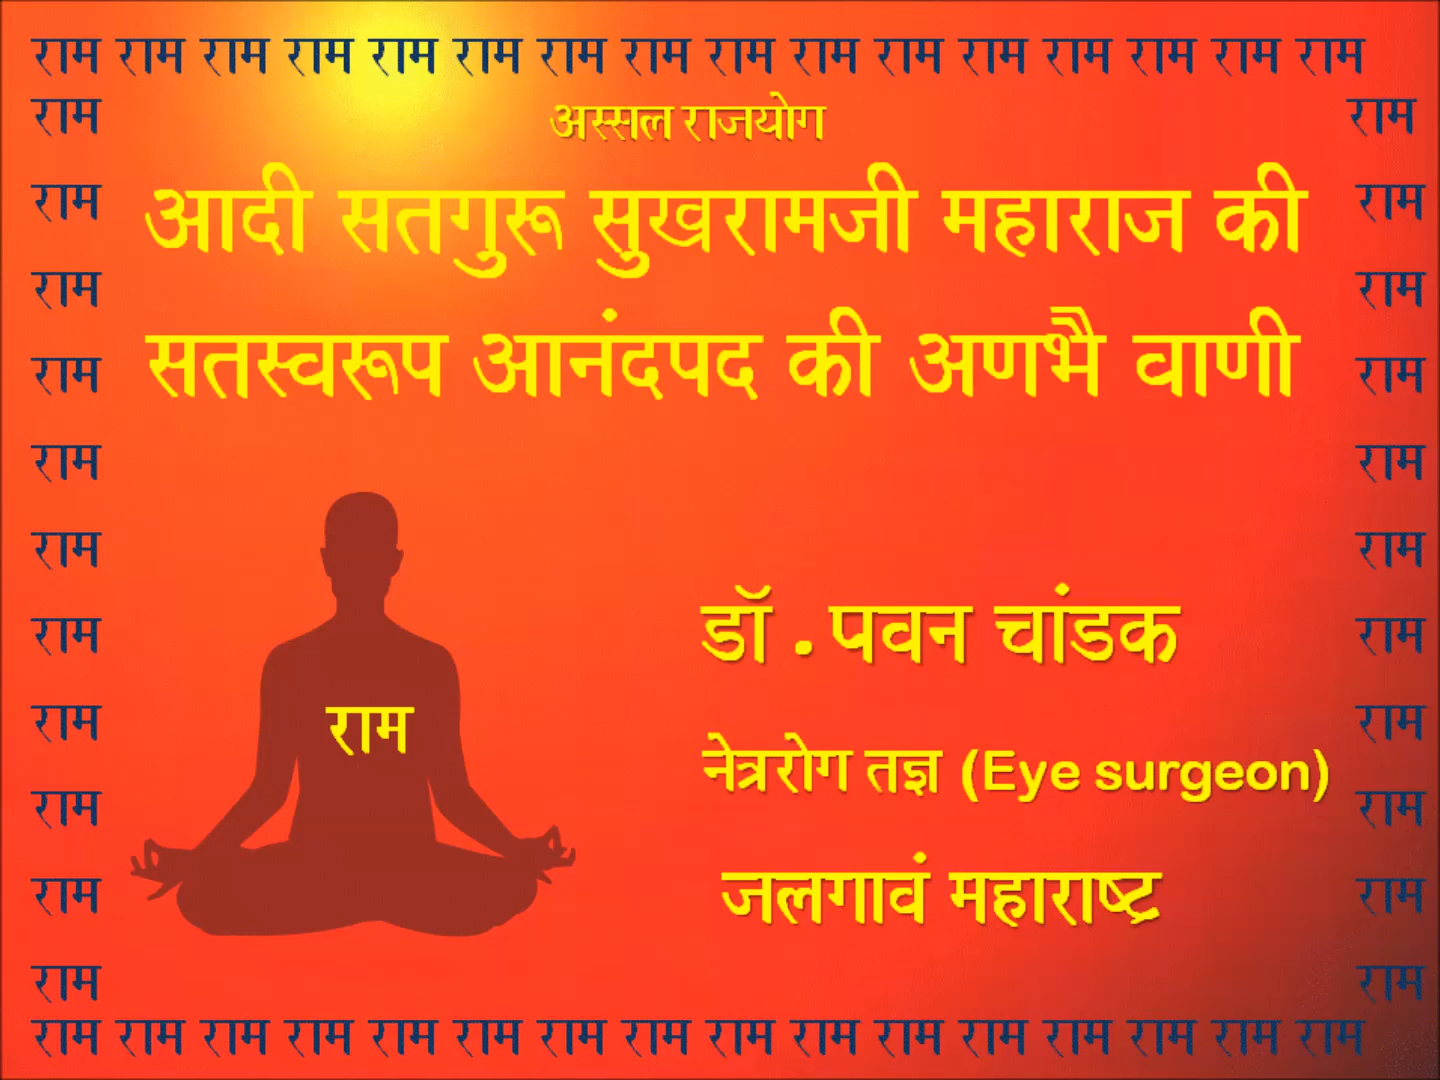 राम राम राम राम राम राम राम राम राम राम राम राम राम राम राम राम
राम अस्सल राजयोग राम
राम आदी सतगुरू सुखरामजी महाराज की राम
राम राम
राम सतस्वरूप आनंदपद की अणभै वाणी राम
राम राम
राम राम
राम डॉ . पवन चांडक राम
राम राम राम
नेत्ररोग तज्ञ (Eye surgeon)
राम राम
राम जलगावं महाराष्ट्र राम
राम राम
राम राम राम राम राम राम राम राम राम राम राम राम राम राम राम राम